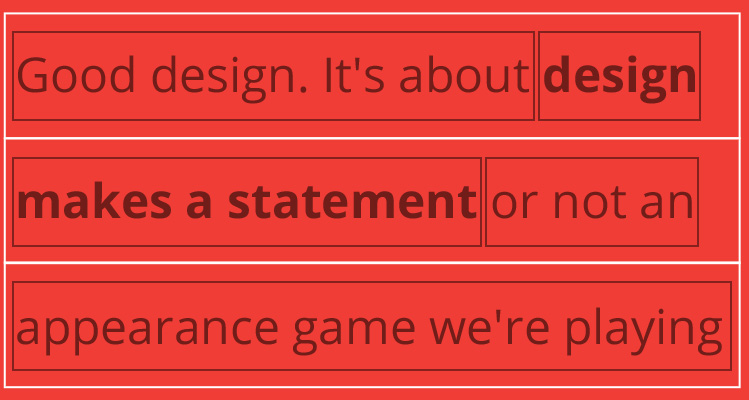 Good design. It's about design
makes a statement or not an
appearance game we're playing